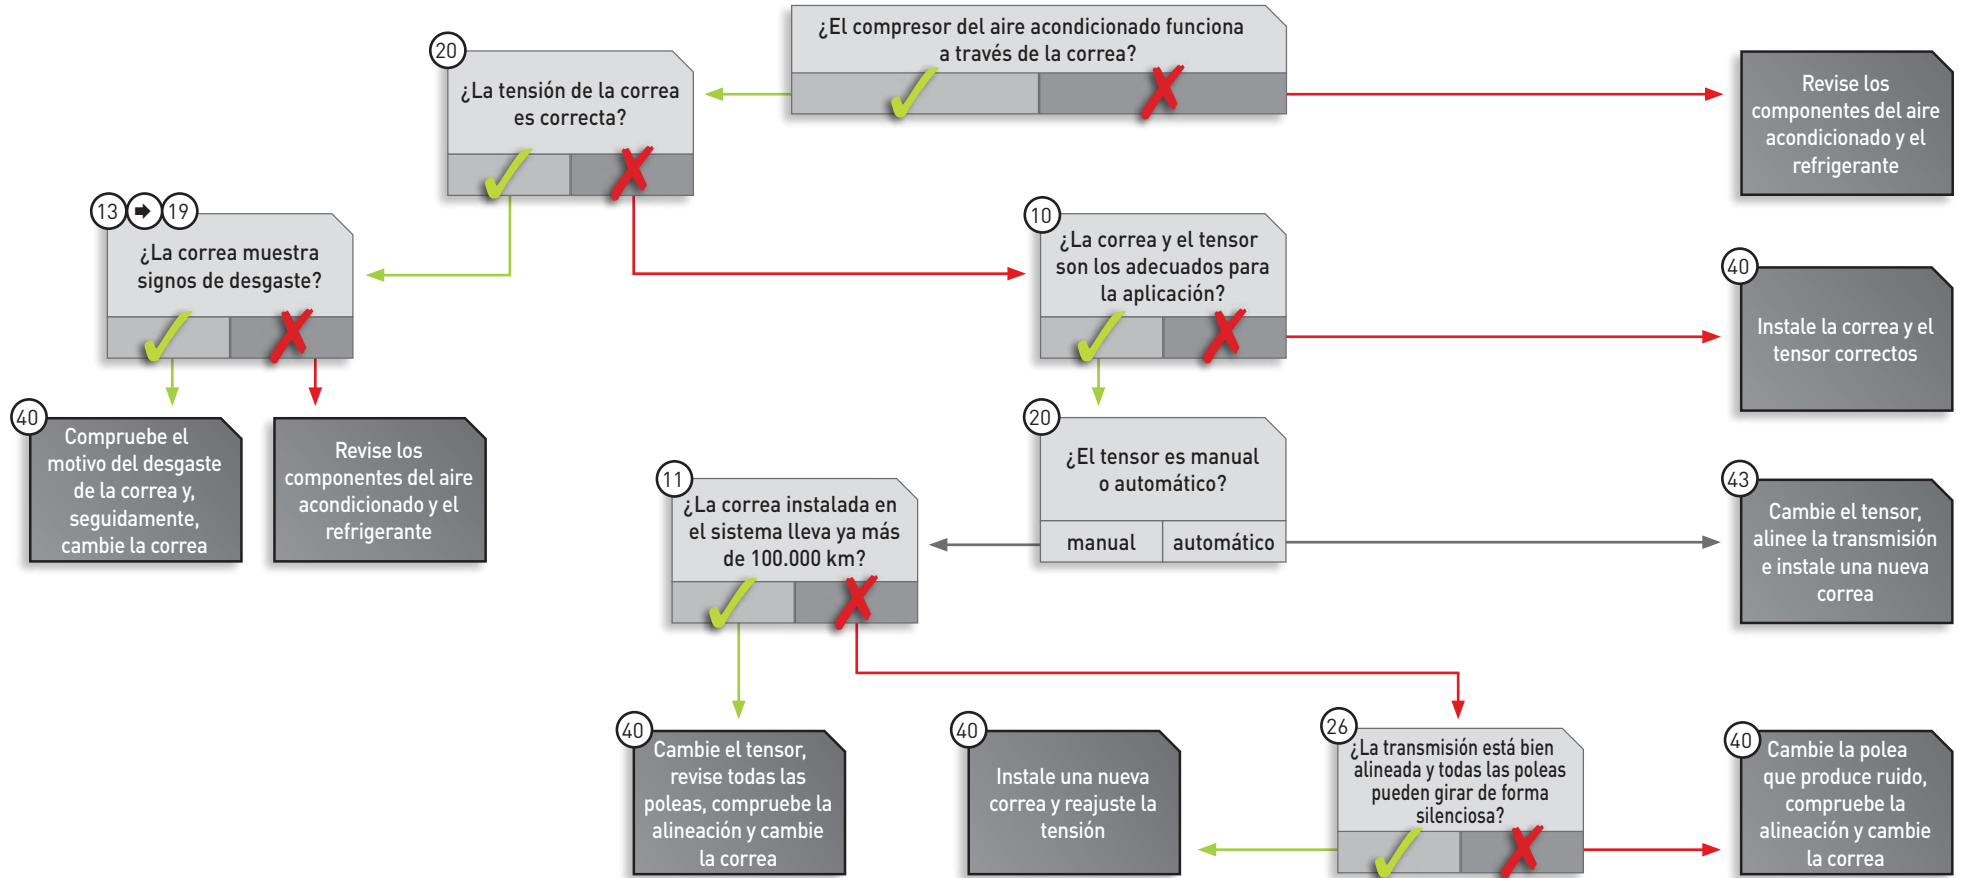 ¿El compresor del aire acondicionado funciona
a través de la correa?
20
¿La tensión de la correa
es correcta?
Revise los
componentes del aire
acondicionado y el
refrigerante
13
19
¿La correa muestra
signos de desgaste?
10
¿La correa y el tensor
son los adecuados para
la aplicación?
40
Instale la correa y el
tensor correctos
40
Compruebe el
motivo del desgaste
de la correa y,
seguidamente,
cambie la correa
Revise los
componentes del aire
acondicionado y el
refrigerante
20
¿El tensor es manual
o automático?
manual
automático
11
¿La correa instalada en
el sistema lleva ya más
de 100.000 km?
43
Cambie el tensor,
alinee la transmisión
e instale una nueva
correa
40
Cambie el tensor,
revise todas las
poleas, compruebe la
alineación y cambie
la correa
40
Instale una nueva
correa y reajuste la
tensión
26
¿La transmisión está bien
alineada y todas las poleas
pueden girar de forma
silenciosa?
40
Cambie la polea
que produce ruido,
compruebe la
alineación y cambie
la correa